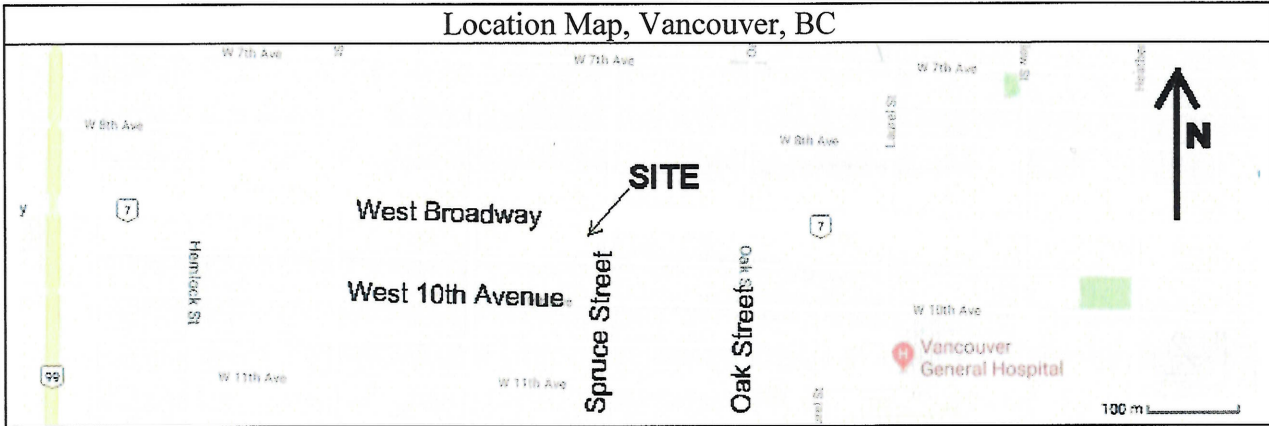 Location Map, Vancouver, BC
W 7th Ave
W 7th Ave
W 7th Ave
Heather
W 8th Ave
W 8th Ave
Laurel St
SITE
N
y
7
West Broadway
7
Hemlock St
Spruce Street
Oak St
Oak Street
West 10th Avenue
W 10th Ave
H
Vancouver
General Hospital
99
W 11th Ave
W 11th Ave
100 m